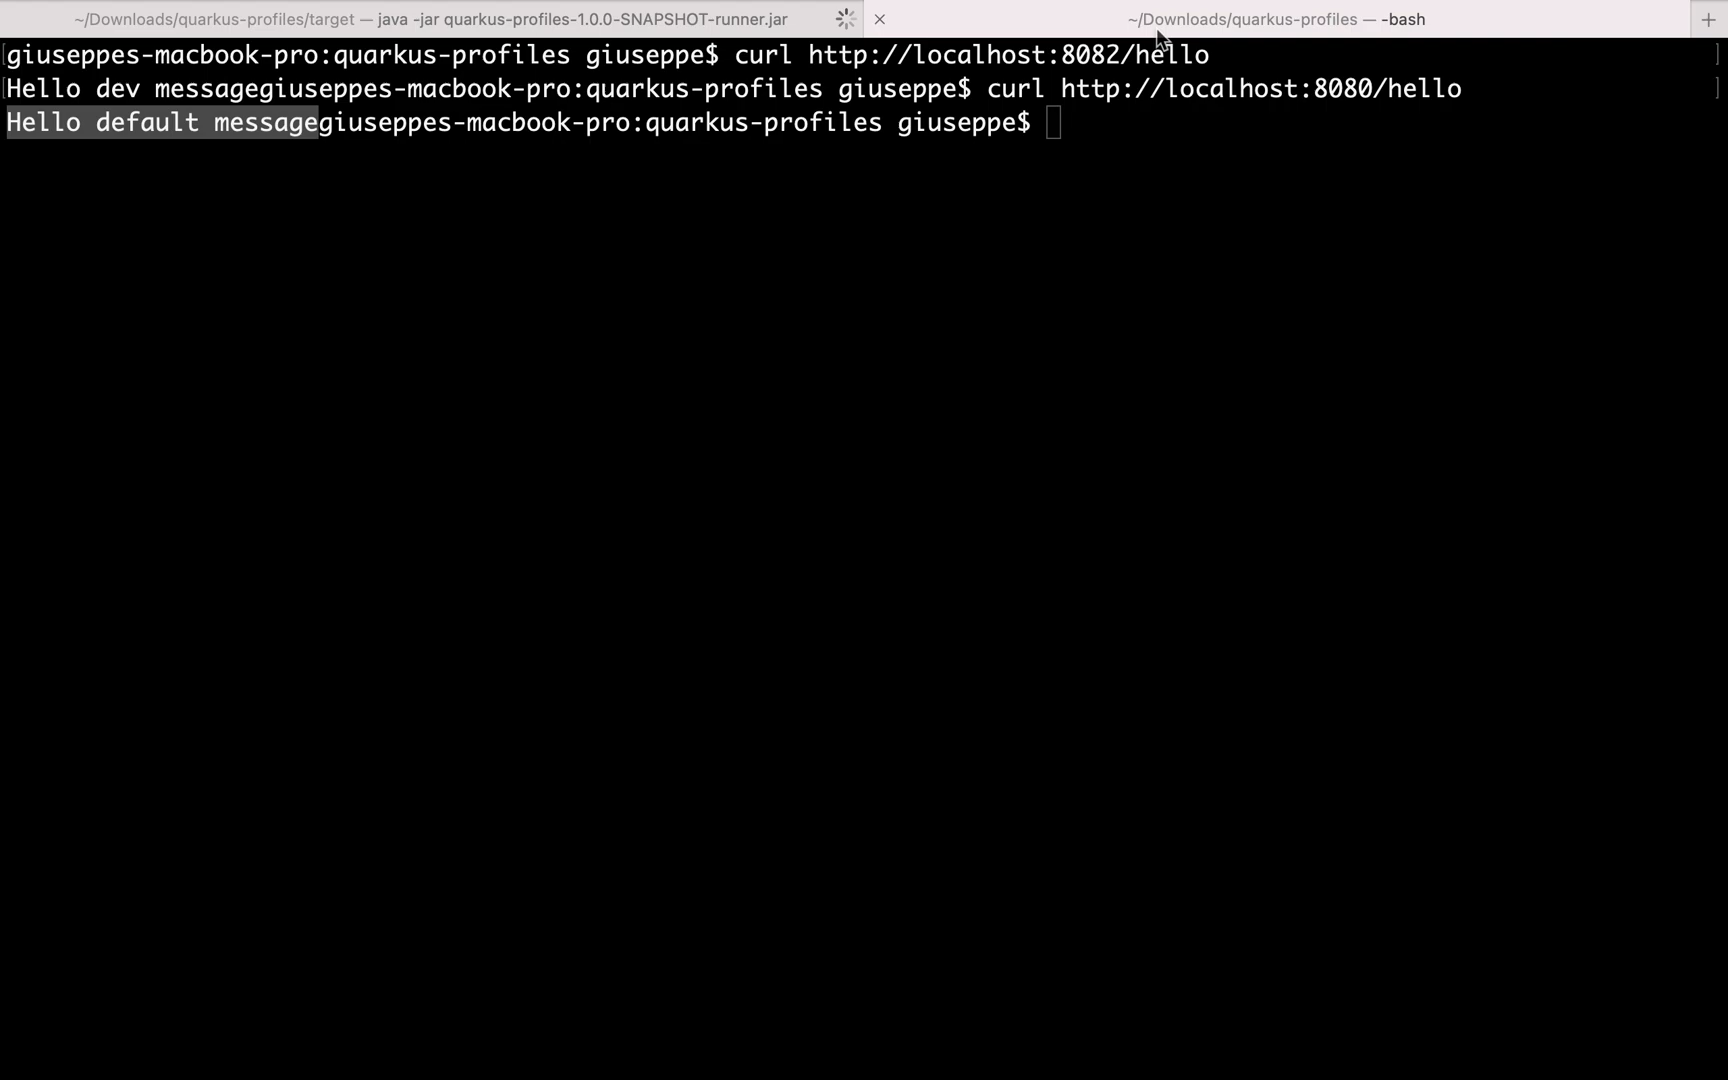 ~/Downloads/quarkus-profiles/target — java -jar quarkus-profiles-1.0.0-SNAPSHOT-runner.jar
~/Downloads/quarkus-profiles — -bash
giuseppes-macbook-pro:quarkus-profiles giuseppe$ curl http://localhost:8082/hello
Hello dev messagegiuseppes-macbook-pro:quarkus-profiles giuseppe$ curl http://localhost:8080/hello
Hello default messagegiuseppes-macbook-pro:quarkus-profiles giuseppe$